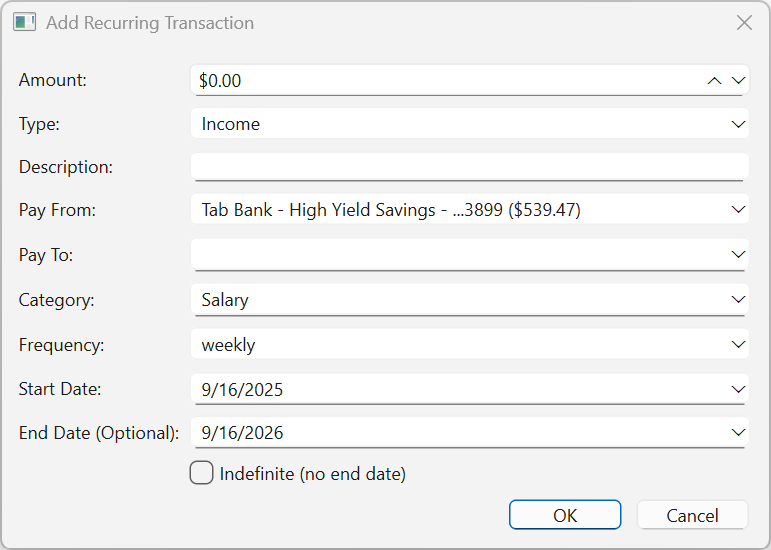 Add Recurring Transaction
Amount: $0.00
Type: Income
Description:
Pay From: Tab Bank - High Yield Savings - ...3899 ($539.47)
Pay To:
Category: Salary
Frequency: weekly
Start Date: 9/16/2025
End Date (Optional): 9/16/2026
Indefinite (no end date)
OK Cancel